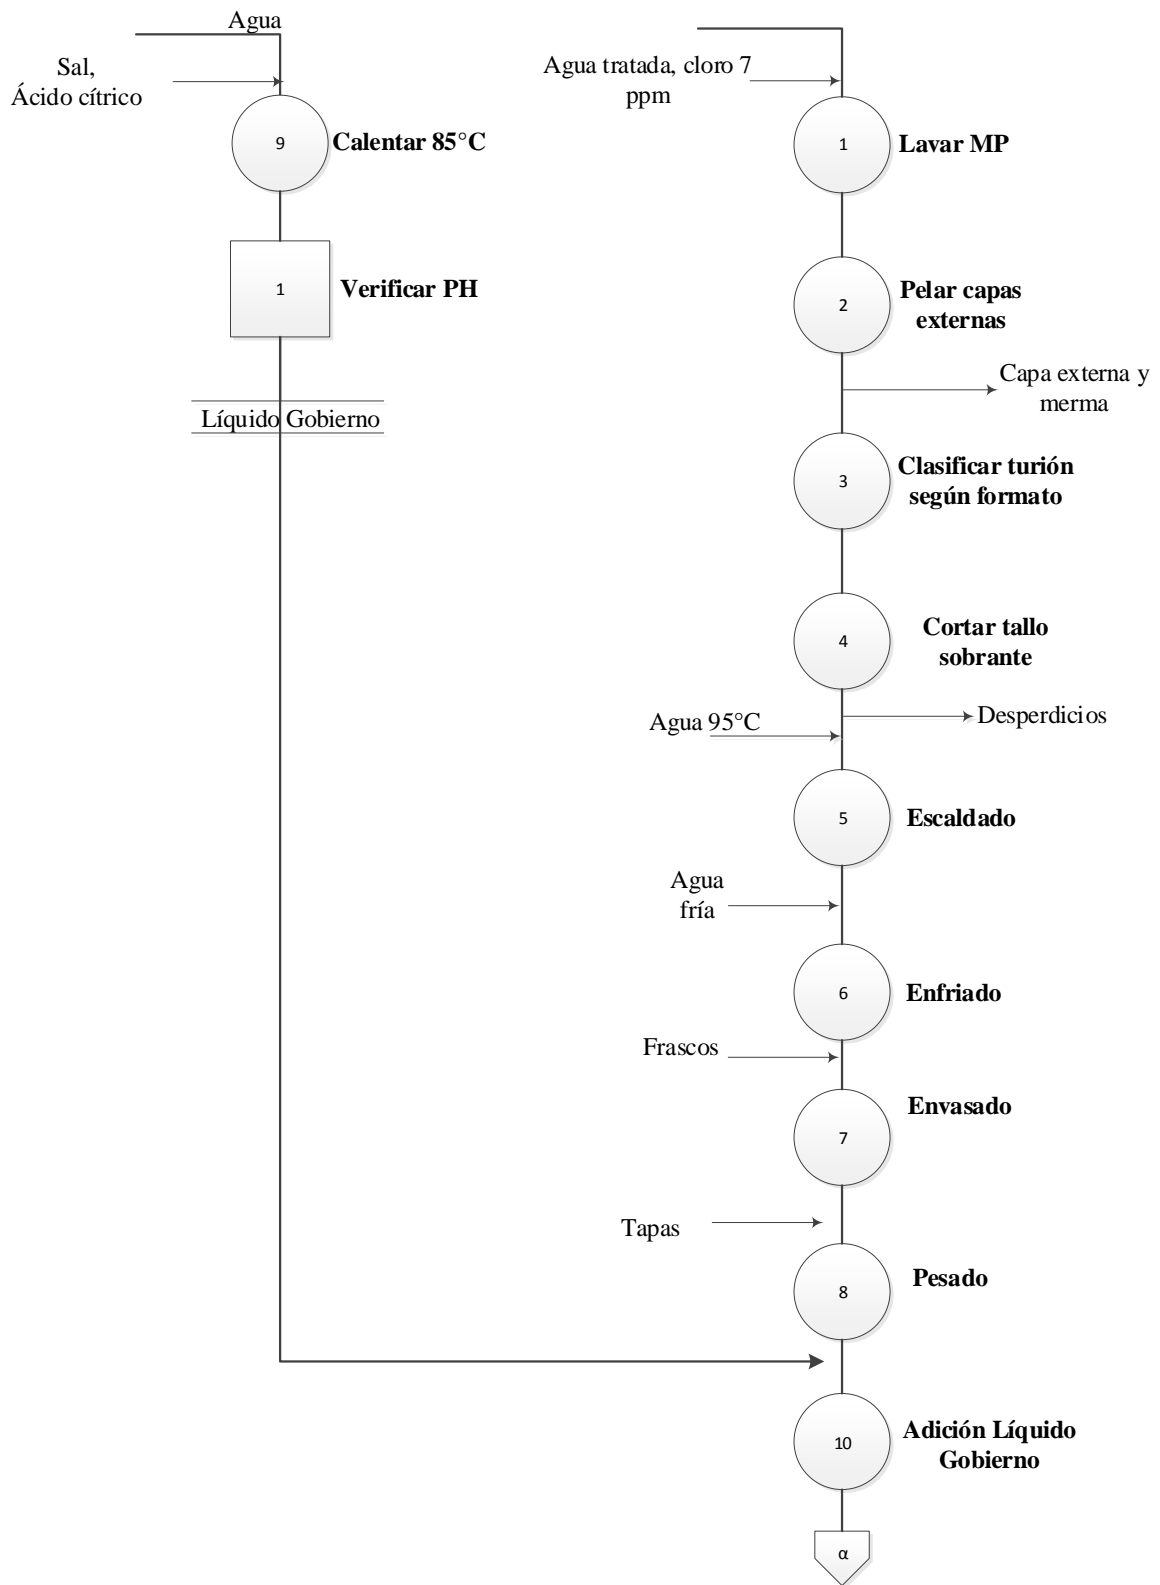 Agua
Sal,
Ácido cítrico
9
Calentar 85°C
1
Verificar PH
Líquido Gobierno
Agua tratada, cloro 7
ppm
1
Lavar MP
2
Pelar capas
externas
Capa externa y
merma
3
Clasificar turión
según formato
4
Cortar tallo
sobrante
Desperdicios
Agua 95°C
5
Escaldado
Agua
fría
6
Enfriado
Frascos
7
Envasado
Tapas
8
Pesado
10
Adición Líquido
Gobierno
α